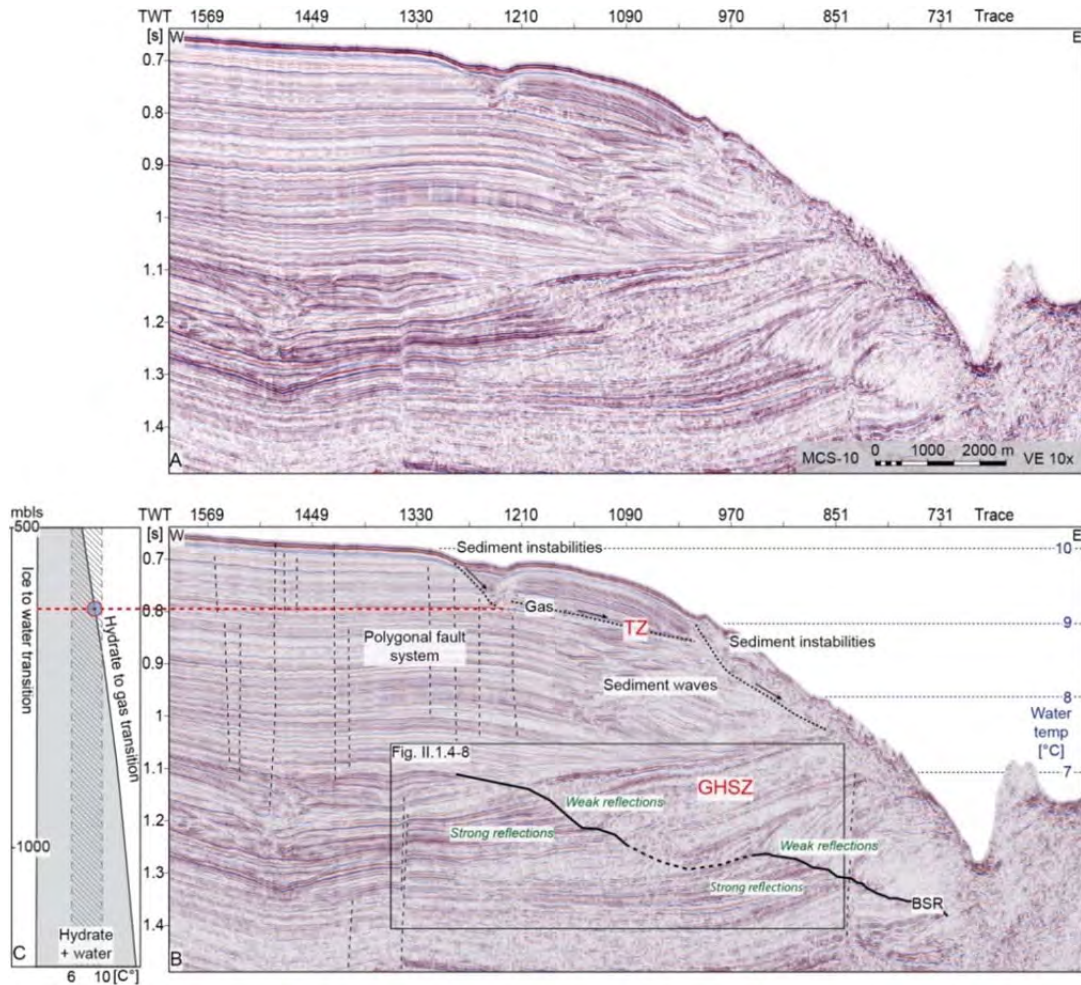 TWT 1569 1449 1330 1210 1090 970 851 731 Trace
[s] W E
0.7
0.8
0.9
1
1.1
1.2
1.3
1.4
A
MCS-10 0 1000 2000 m VE 10x
mbls
500
1000
Ice to water transition
Hydrate to gas transition
Hydrate
+ water
C
6 10 [C°]
TWT 1569 1449 1330 1210 1090 970 851 731 Trace
[s] W E
0.7
0.8
0.9
1
1.1
1.2
1.3
1.4
B
Sediment instabilities
10
Gas
TZ
9
Sediment instabilities
Polygonal fault
system
Sediment waves
8
Water
temp
[°C]
7
Fig. II.1.4-8
GHSZ
Weak reflections
Strong reflections
Weak reflections
Strong reflections
BSR